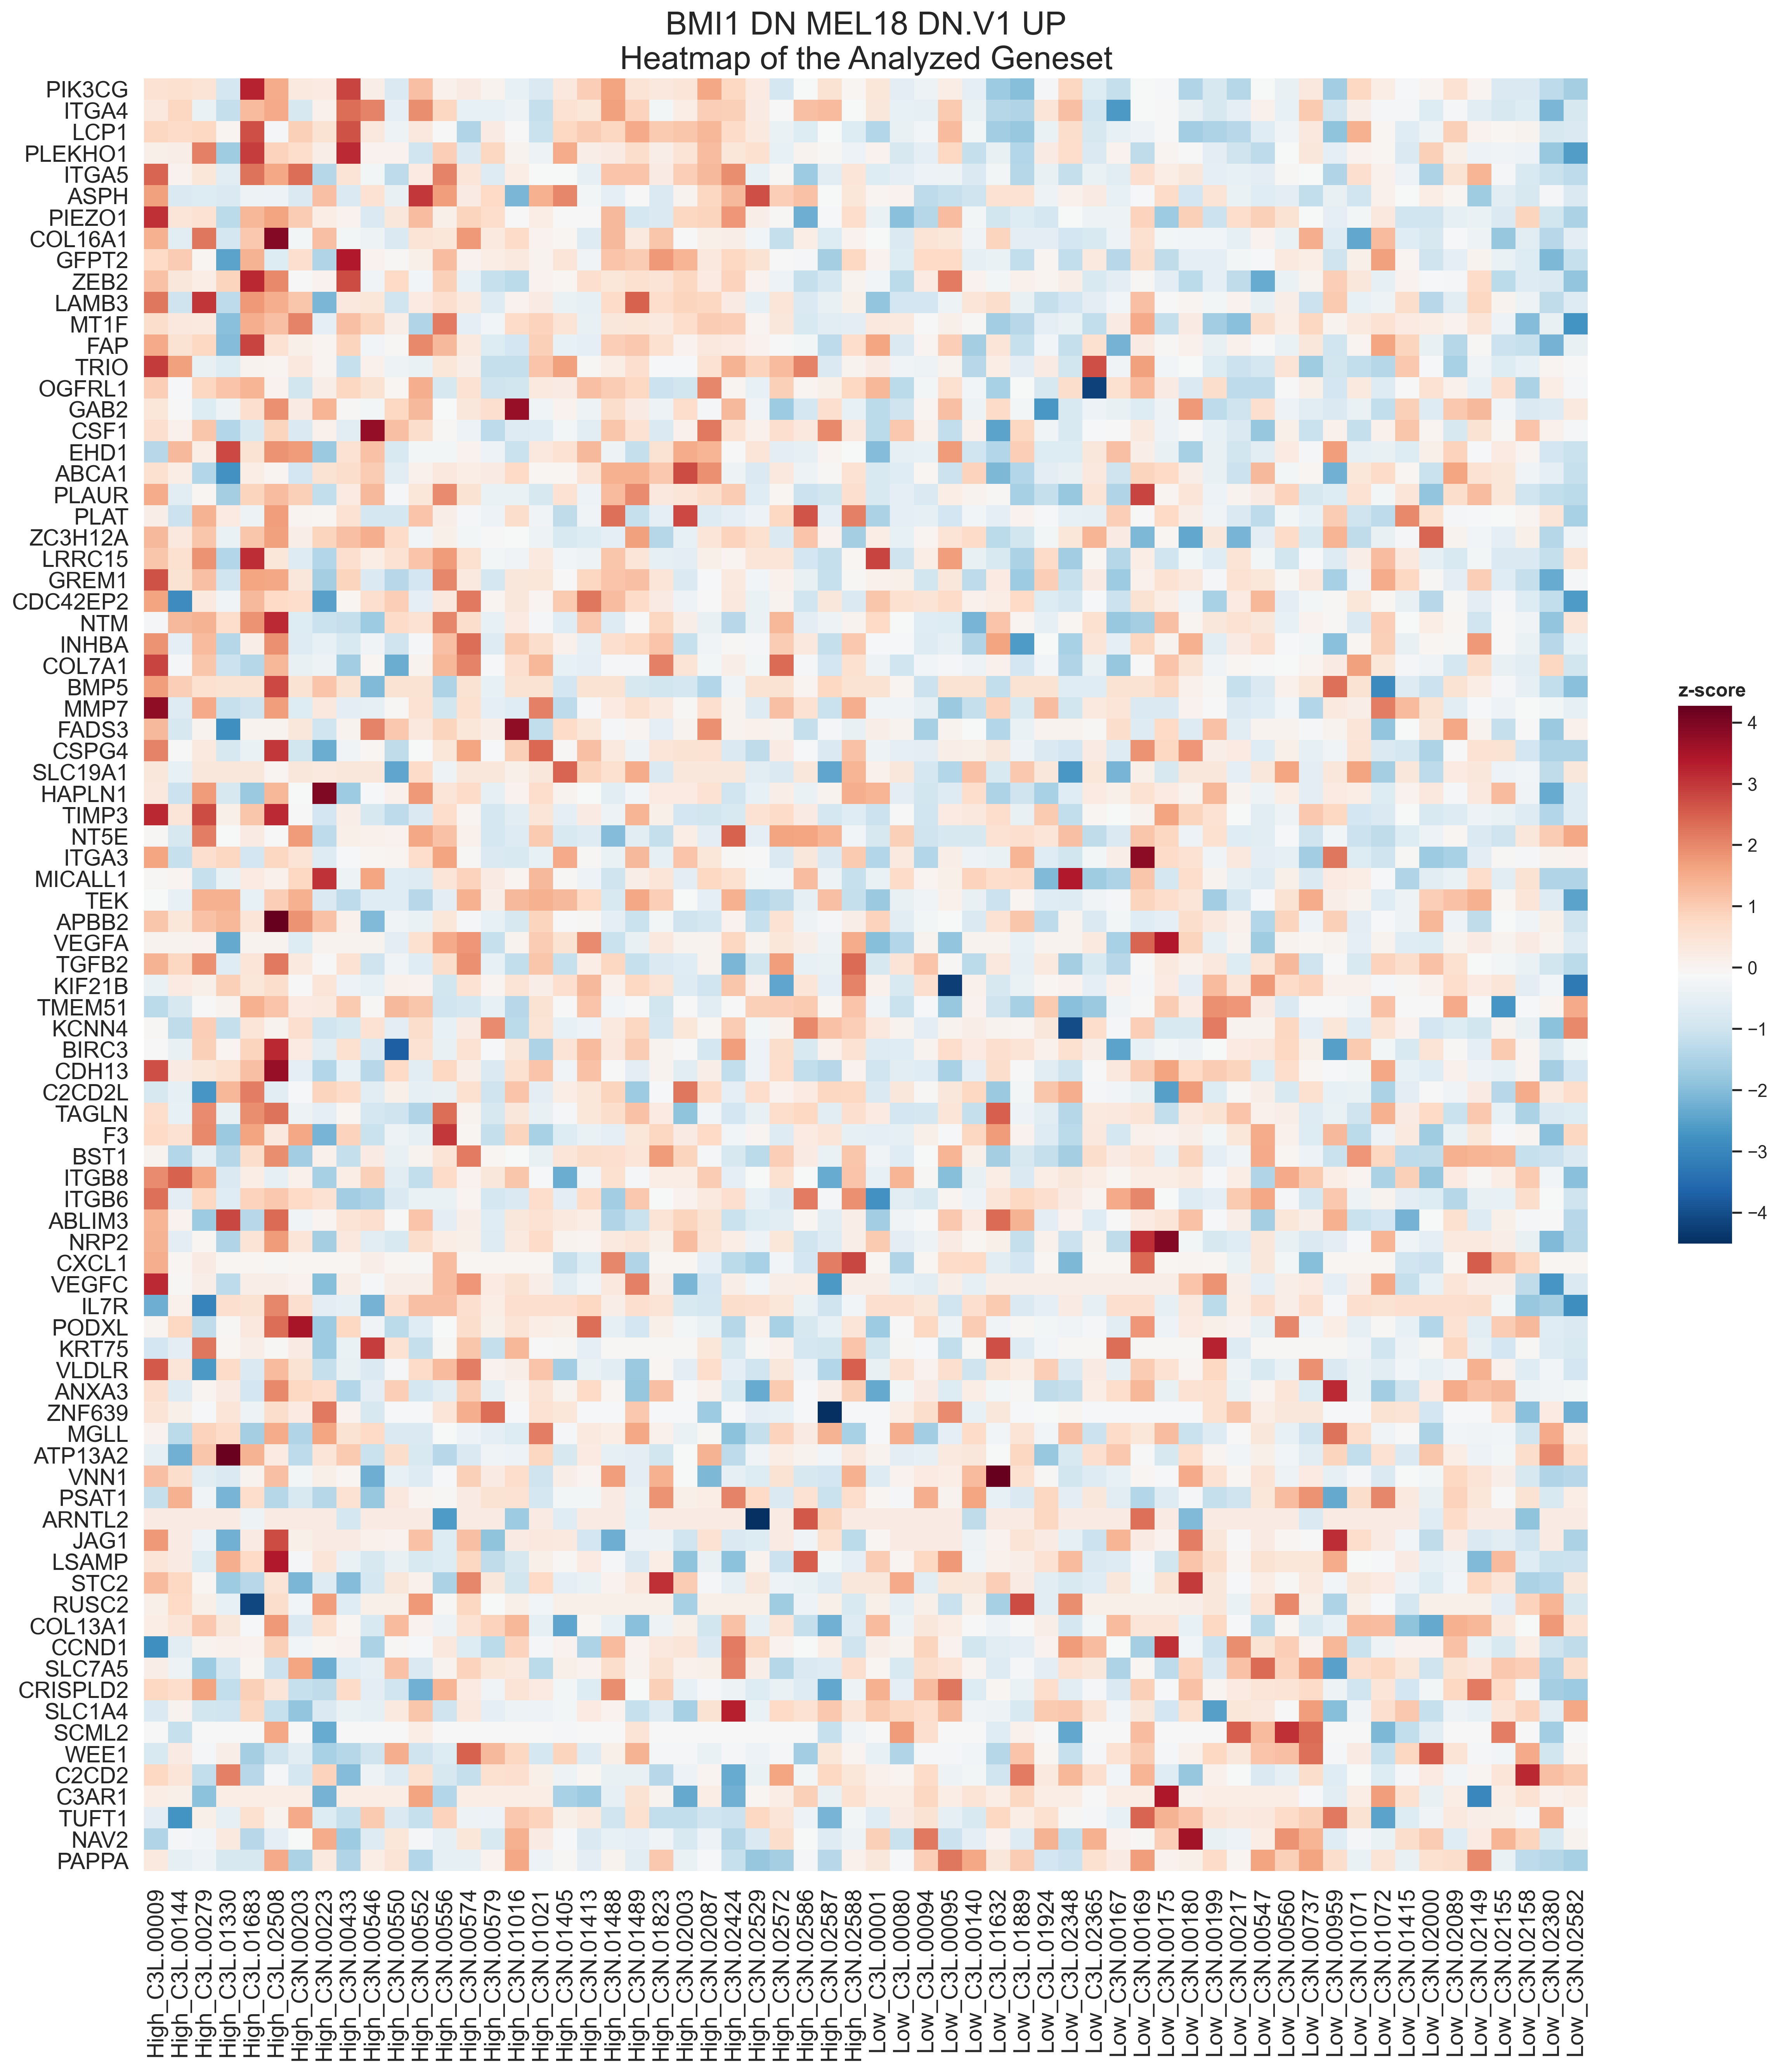 BMI1 DN MEL18 DN.V1 UP
Heatmap of the Analyzed Geneset
PIK3CG
ITGA4
LCP1
PLEKHO1
ITGA5
ASPH
PIEZO1
COL16A1
GFPT2
ZEB2
LAMB3
MT1F
FAP
TRIO
OGFRL1
GAB2
CSF1
EHD1
ABCA1
PLAUR
PLAT
ZC3H12A
LRRC15
GREM1
CDC42EP2
NTM
INHBA
COL7A1
BMP5
MMP7
FADS3
CSPG4
SLC19A1
HAPLN1
TIMP3
NT5E
ITGA3
MICALL1
TEK
APBB2
VEGFA
TGFB2
KIF21B
TMEM51
KCNN4
BIRC3
CDH13
C2CD2L
TAGLN
F3
BST1
ITGB8
ITGB6
ABLIM3
NRP2
CXCL1
VEGFC
IL7R
PODXL
KRT75
VLDLR
ANXA3
ZNF639
MGLL
ATP13A2
VNN1
PSAT1
ARNTL2
JAG1
LSAMP
STC2
RUSC2
COL13A1
CCND1
SLC7A5
CRISPLD2
SLC1A4
SCML2
WEE1
C2CD2
C3AR1
TUFT1
NAV2
PAPPA
High_C3L.00009
High_C3L.00144
High_C3L.00279
High_C3L.01330
High_C3L.01683
High_C3L.02508
High_C3N.00203
High_C3N.00223
High_C3N.00433
High_C3N.00546
High_C3N.00550
High_C3N.00552
High_C3N.00556
High_C3N.00574
High_C3N.00579
High_C3N.01016
High_C3N.01021
High_C3N.01405
High_C3N.01413
High_C3N.01488
High_C3N.01489
High_C3N.01823
High_C3N.02003
High_C3N.02087
High_C3N.02424
High_C3N.02529
High_C3N.02572
High_C3N.02586
High_C3N.02587
High_C3N.02588
Low_C3L.00001
Low_C3L.00080
Low_C3L.00094
Low_C3L.00095
Low_C3L.00140
Low_C3L.01632
Low_C3L.01889
Low_C3L.01924
Low_C3L.02348
Low_C3L.02365
Low_C3N.00167
Low_C3N.00169
Low_C3N.00175
Low_C3N.00180
Low_C3N.00199
Low_C3N.00217
Low_C3N.00547
Low_C3N.00560
Low_C3N.00737
Low_C3N.00959
Low_C3N.01071
Low_C3N.01072
Low_C3N.01415
Low_C3N.02000
Low_C3N.02089
Low_C3N.02149
Low_C3N.02155
Low_C3N.02158
Low_C3N.02380
Low_C3N.02582
z-score
4
3
2
1
0
−1
−2
−3
−4